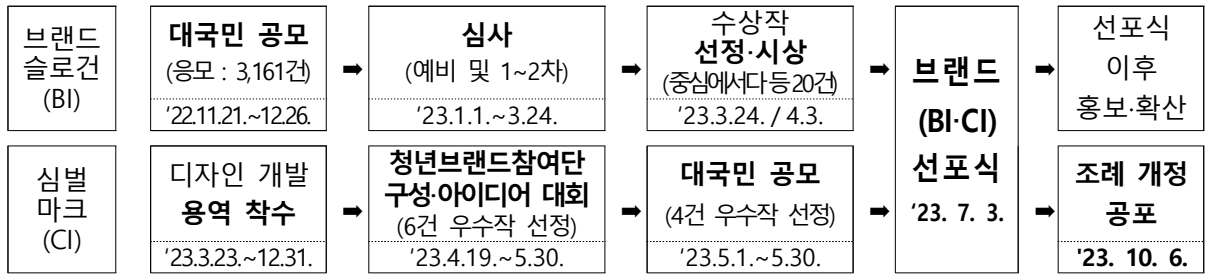 브랜드
슬로건
(BI)
대국민 공모
(응모 : 3,161건)
'22.11.21.~12.26.
➡
심사
(예비 및 1~2차)
'23.1.1.~3.24.
➡
수상작
선정·시상
(중심에서다 등 20건)
'23.3.24. / 4.3.
➡
브랜드
(BI·CI)
선포식
'23. 7. 3.
➡
선포식
이후
홍보·확산
심벌
마크
(CI)
디자인 개발
용역 착수
'23.3.23.~12.31.
➡
청년브랜드참여단
구성·아이디어 대회
(6건 우수작 선정)
'23.4.19.~5.30.
➡
대국민 공모
(4건 우수작 선정)
'23.5.1.~5.30.
➡
➡
조례 개정
공포
'23. 10. 6.